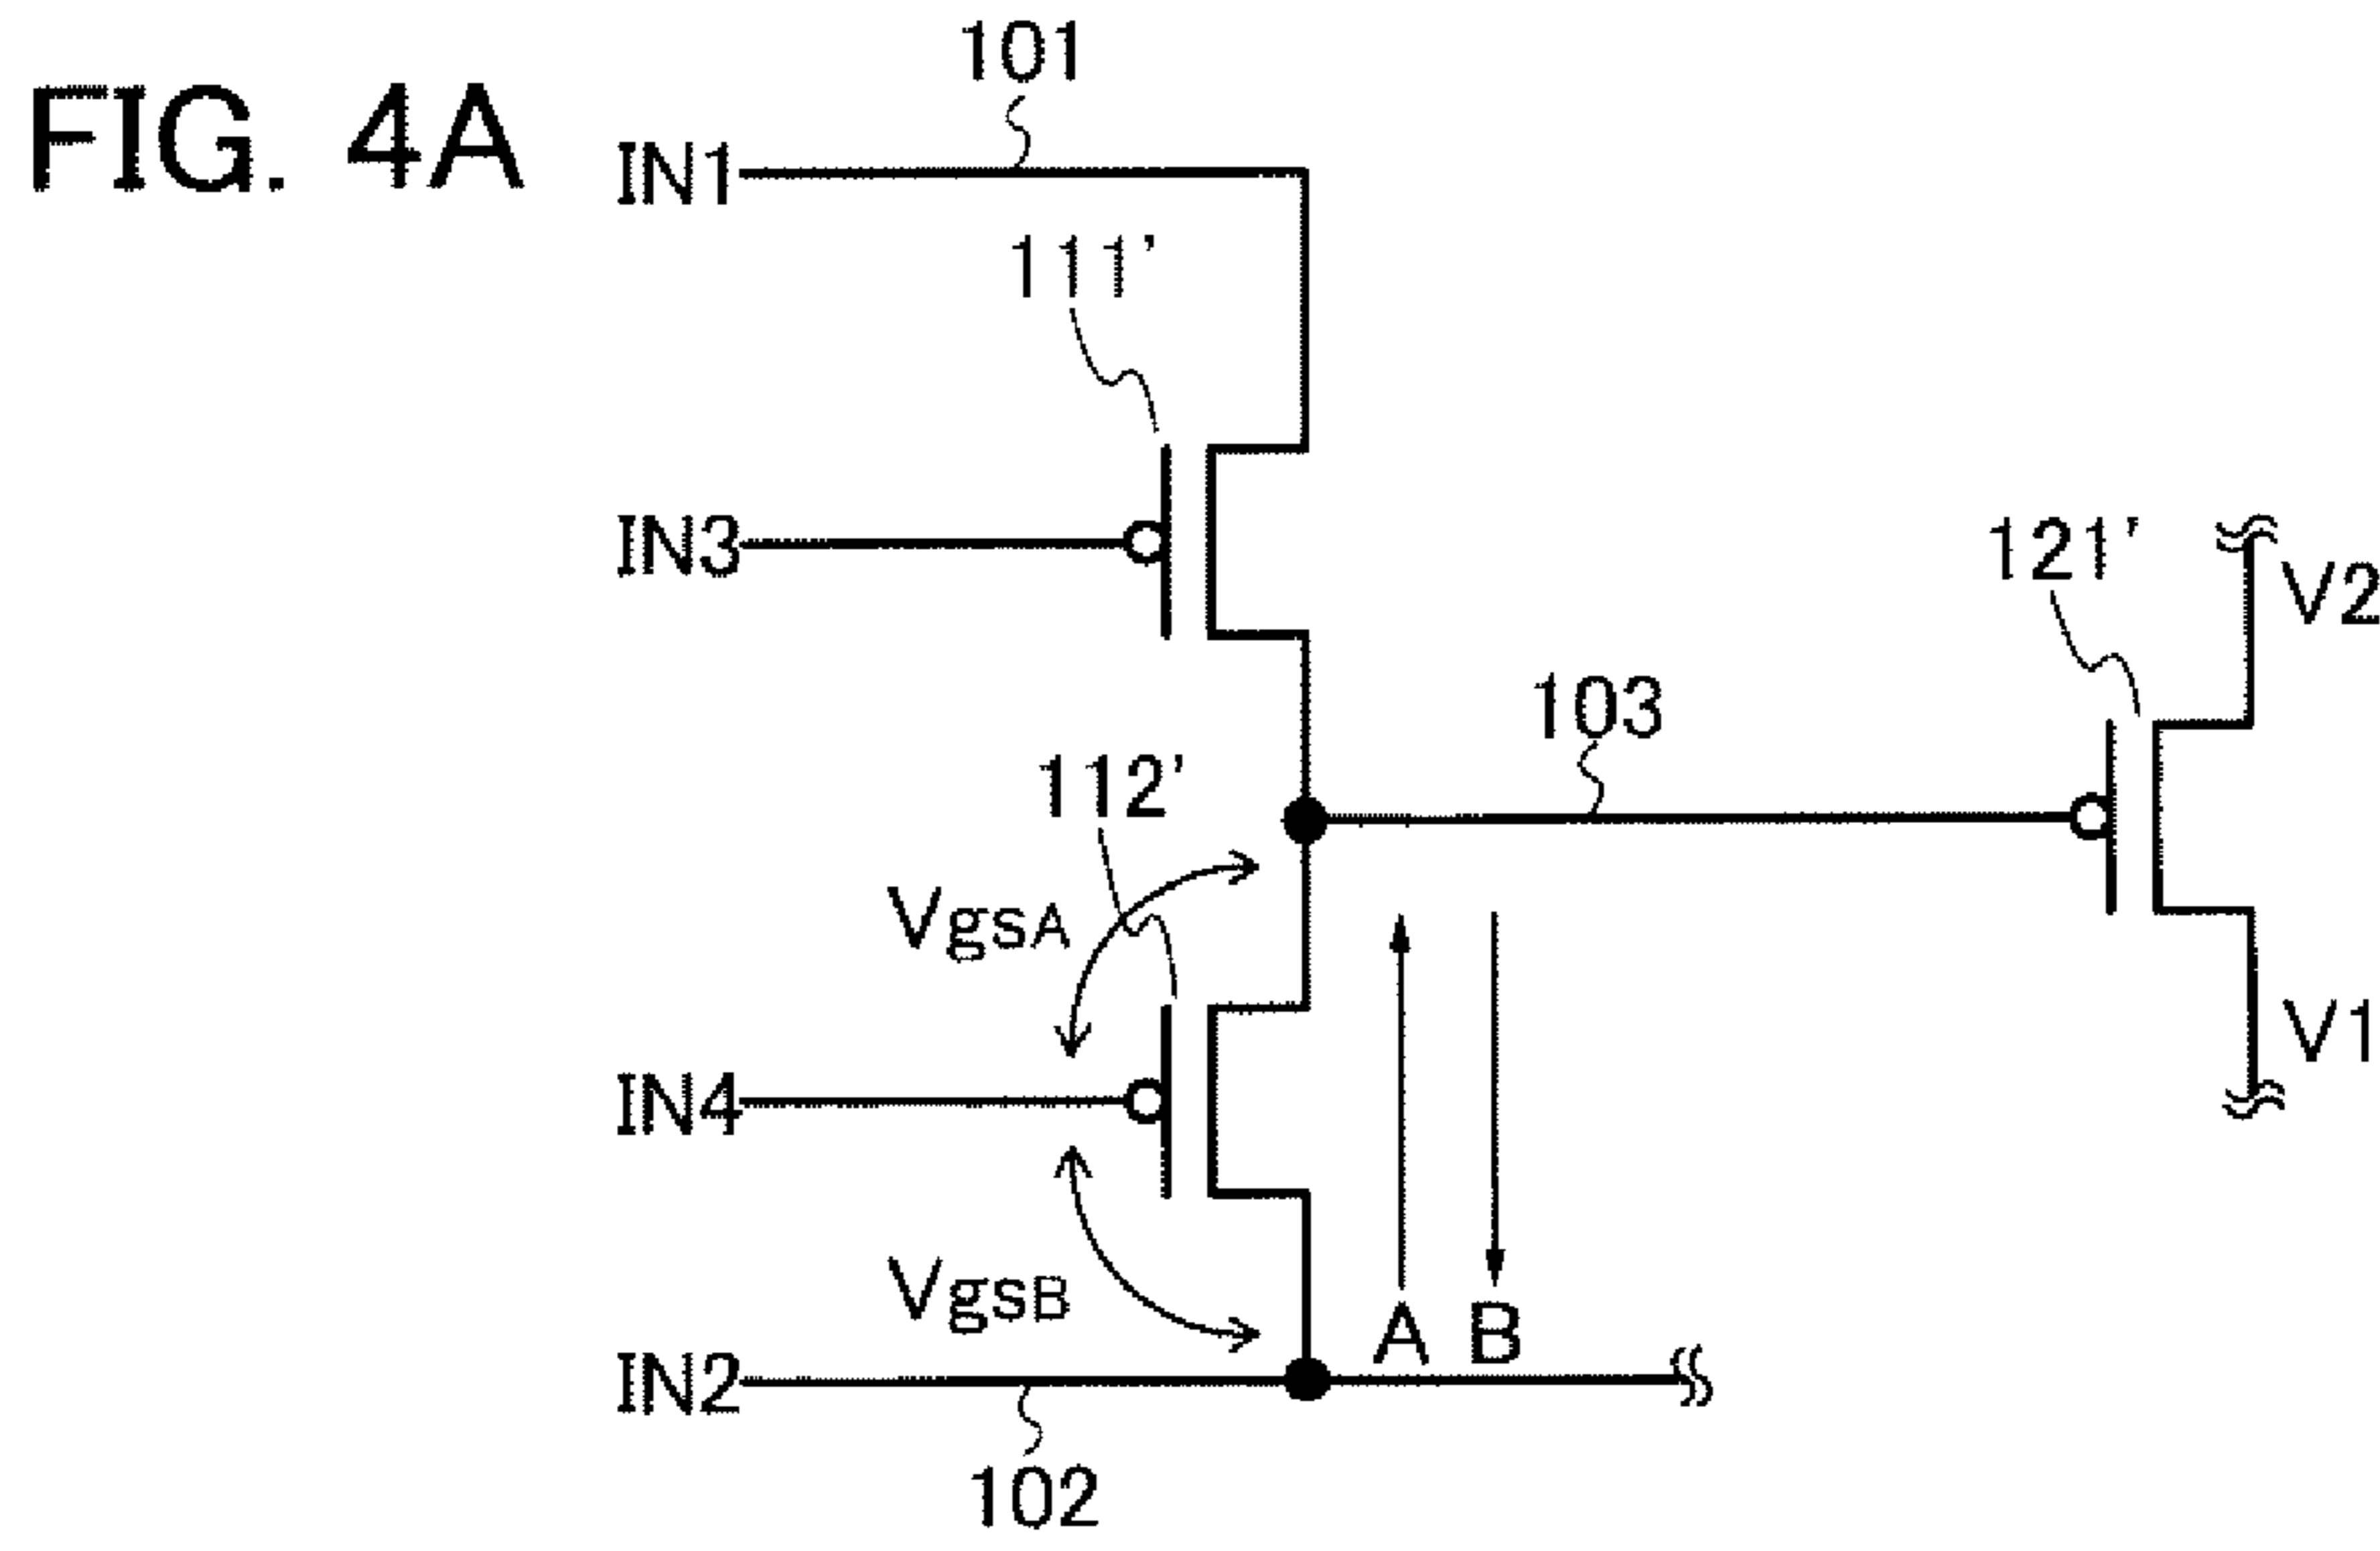 FIG. 4A
101
IN1
111'
IN3
121'
V2
103
112'
VgsA
V1
IN4
VgsB
A
B
IN2
102